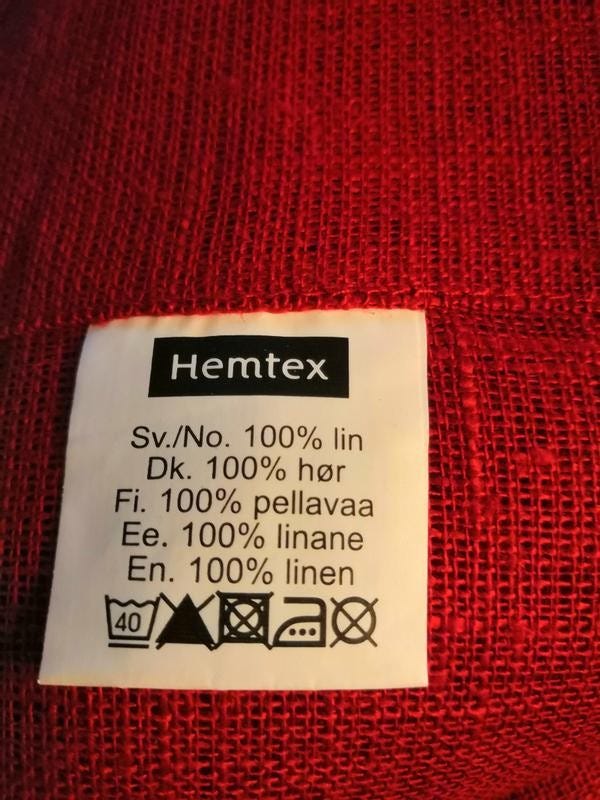 Hemtex
Sv./No. 100% lin
Dk. 100% hør
Fi. 100% pellavaa
Ee. 100% linane
En. 100% linen
40